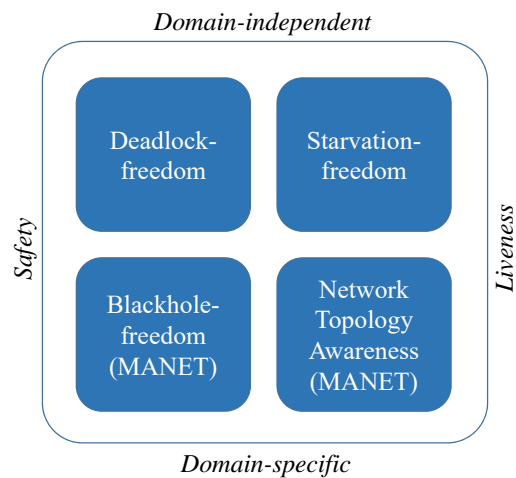 Domain-independent
Deadlock-
freedom
Starvation-
freedom
Safety
Liveness
Blackhole-
freedom
(MANET)
Network
Topology
Awareness
(MANET)
Domain-specific